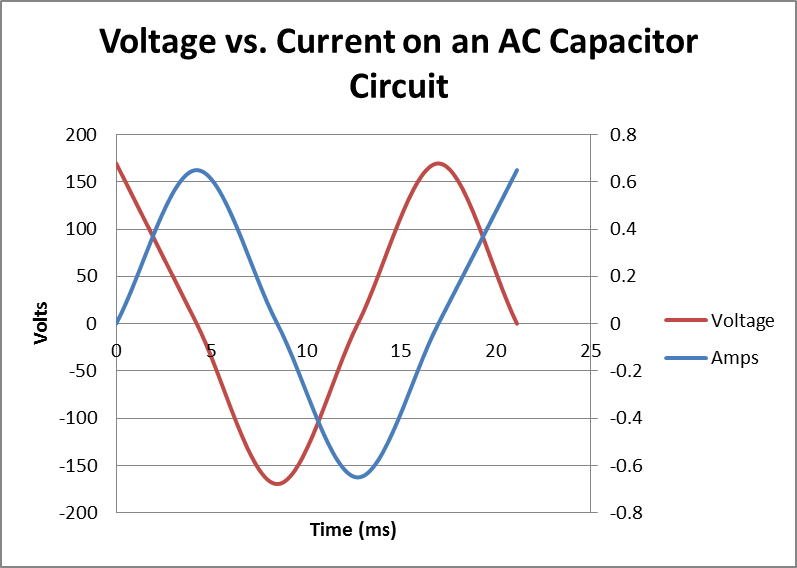 Voltage vs. Current on an AC Capacitor
Circuit
200
150
100
50
0
-50
-100
-150
-200
Volts
0 5 10 15 20 25
Time (ms)
0.8
0.6
0.4
0.2
0
-0.2
-0.4
-0.6
-0.8
Voltage
Amps